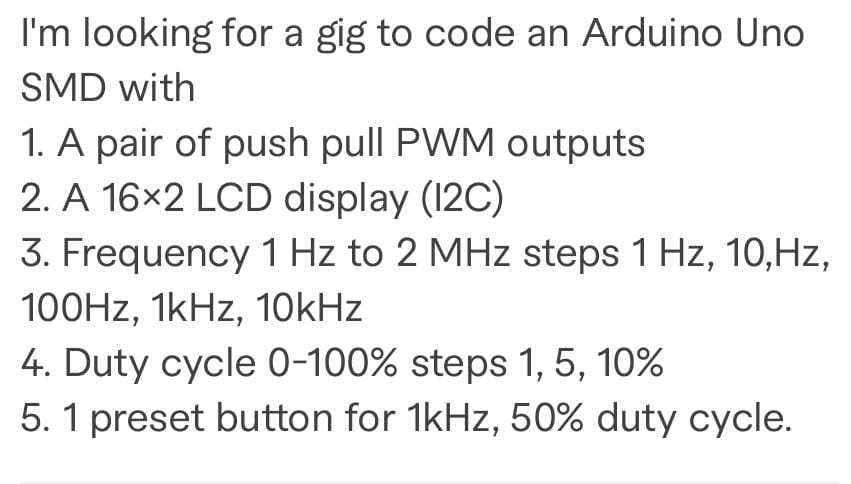 I'm looking for a gig to code an Arduino Uno
SMD with
1. A pair of push pull PWM outputs
2. A 16×2 LCD display (I2C)
3. Frequency 1 Hz to 2 MHz steps 1 Hz, 10,Hz,
100Hz, 1kHz, 10kHz
4. Duty cycle 0-100% steps 1, 5, 10%
5. 1 preset button for 1kHz, 50% duty cycle.